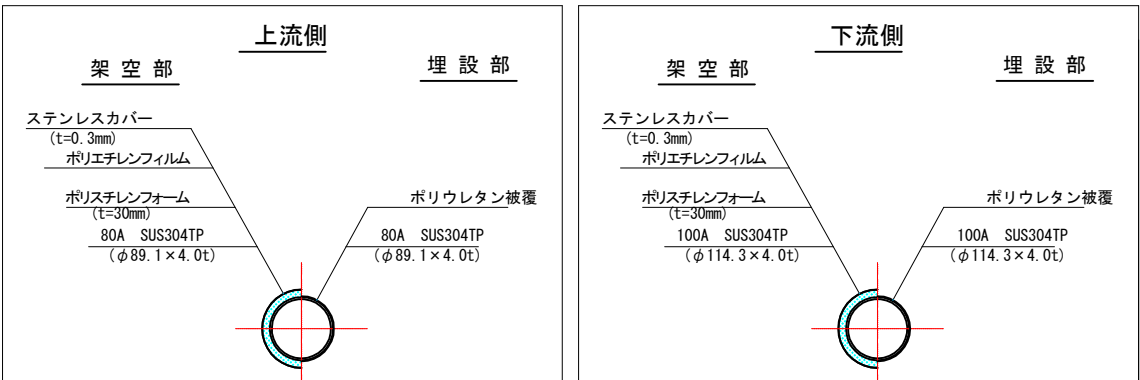 上流側
架 空 部
埋 設 部
ステンレスカバー
(t=0.3mm)
ポリエチレンフィルム
ポリスチレンフォーム
(t=30mm)
80A SUS304TP
(φ89.1×4.0t)
ポリウレタン被覆
80A SUS304TP
(φ89.1×4.0t)
下流側
架 空 部
埋 設 部
ステンレスカバー
(t=0.3mm)
ポリエチレンフィルム
ポリスチレンフォーム
(t=30mm)
100A SUS304TP
(φ114.3×4.0t)
ポリウレタン被覆
100A SUS304TP
(φ114.3×4.0t)